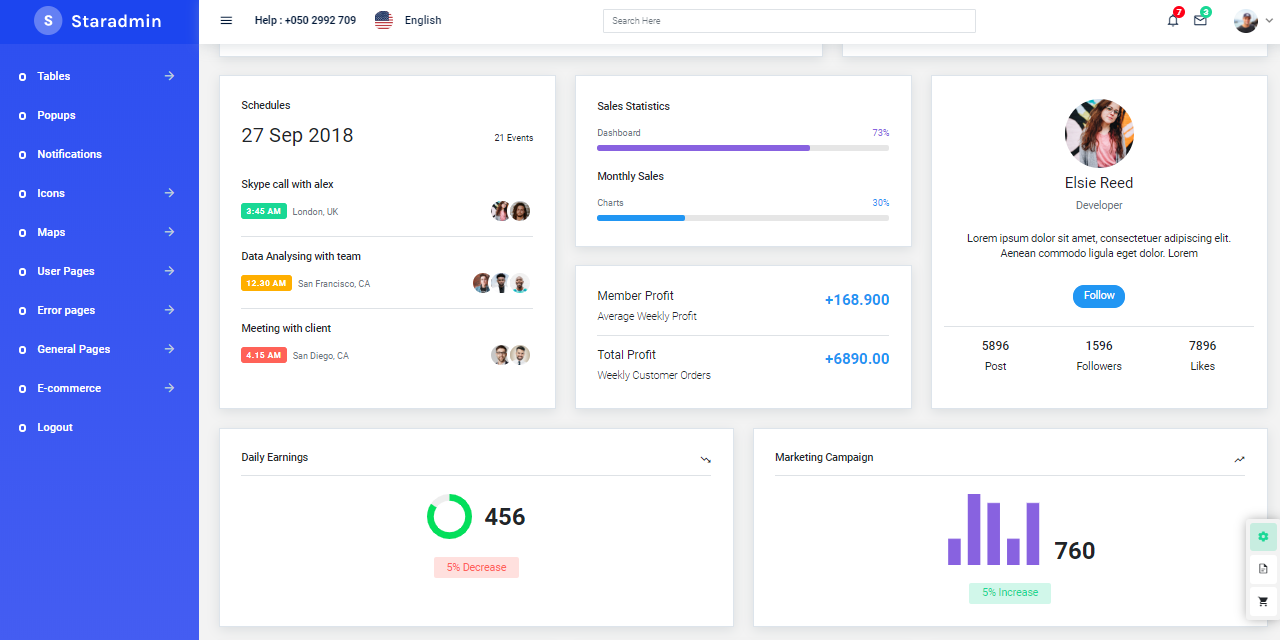 S Staradmin
Help : +050 2992 709
English
Search Here
7
3
Tables
Popups
Notifications
Icons
Maps
User Pages
Error pages
General Pages
E-commerce
Logout
Schedules
27 Sep 2018
21 Events
Skype call with alex
3:45 AM London, UK
Data Analysing with team
12.30 AM San Francisco, CA
Meeting with client
4.15 AM San Diego, CA
Sales Statistics
Dashboard 73%
Monthly Sales
Charts 30%
Member Profit
+168.900
Average Weekly Profit
Total Profit
+6890.00
Weekly Customer Orders
Elsie Reed
Developer
Lorem ipsum dolor sit amet, consectetuer adipiscing elit.
Aenean commodo ligula eget dolor. Lorem
Follow
5896 1596 7896
Post Followers Likes
Daily Earnings
456
5% Decrease
Marketing Campaign
760
5% Increase